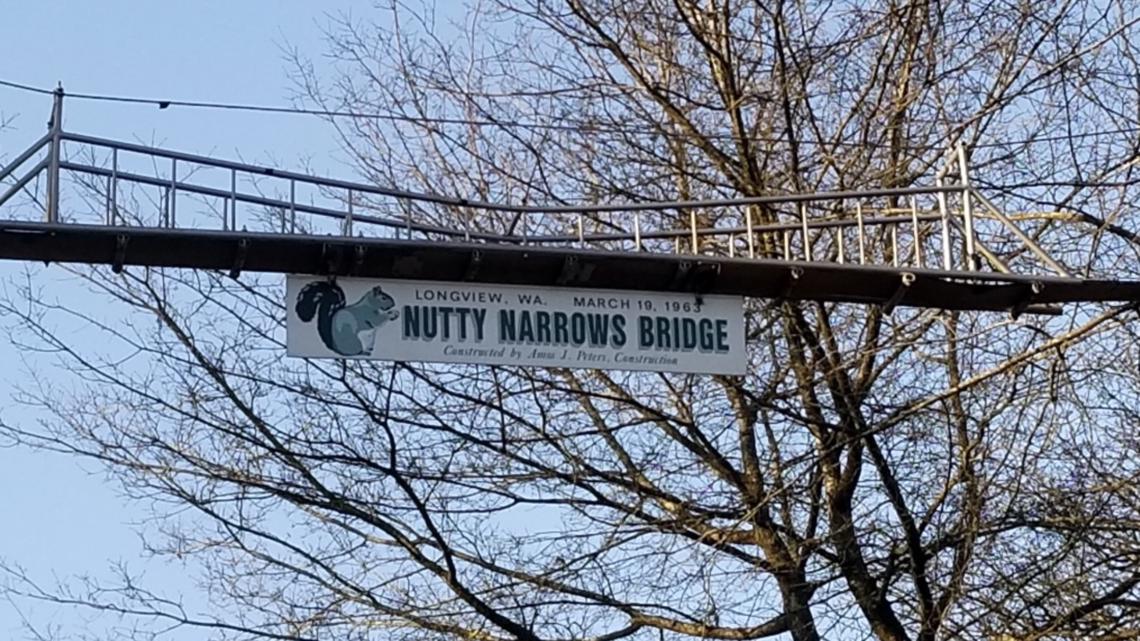 LONGVIEW, WA. MARCH 19, 1963
NUTTY NARROWS BRIDGE
Constructed by Amos J. Peters, Construction